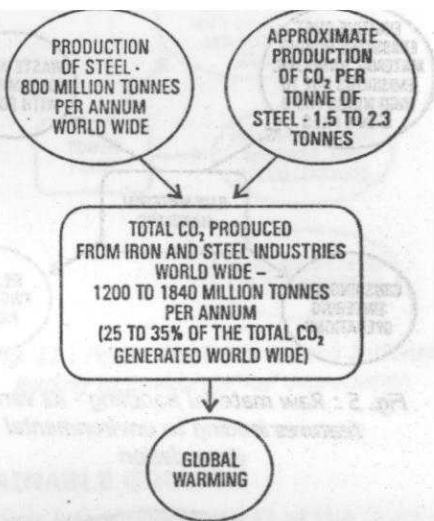 PRODUCTION
OF STEEL -
800 MILLION TONNES
PER ANNUM
WORLD WIDE
APPROXIMATE
PRODUCTION
OF CO₂ PER
TONNE OF
STEEL - 1.5 TO 2.3
TONNES
TOTAL CO₂ PRODUCED
FROM IRON AND STEEL INDUSTRIES
WORLD WIDE –
1200 TO 1840 MILLION TONNES
PER ANNUM
(25 TO 35% OF THE TOTAL CO₂
GENERATED WORLD WIDE)
GLOBAL
WARMING